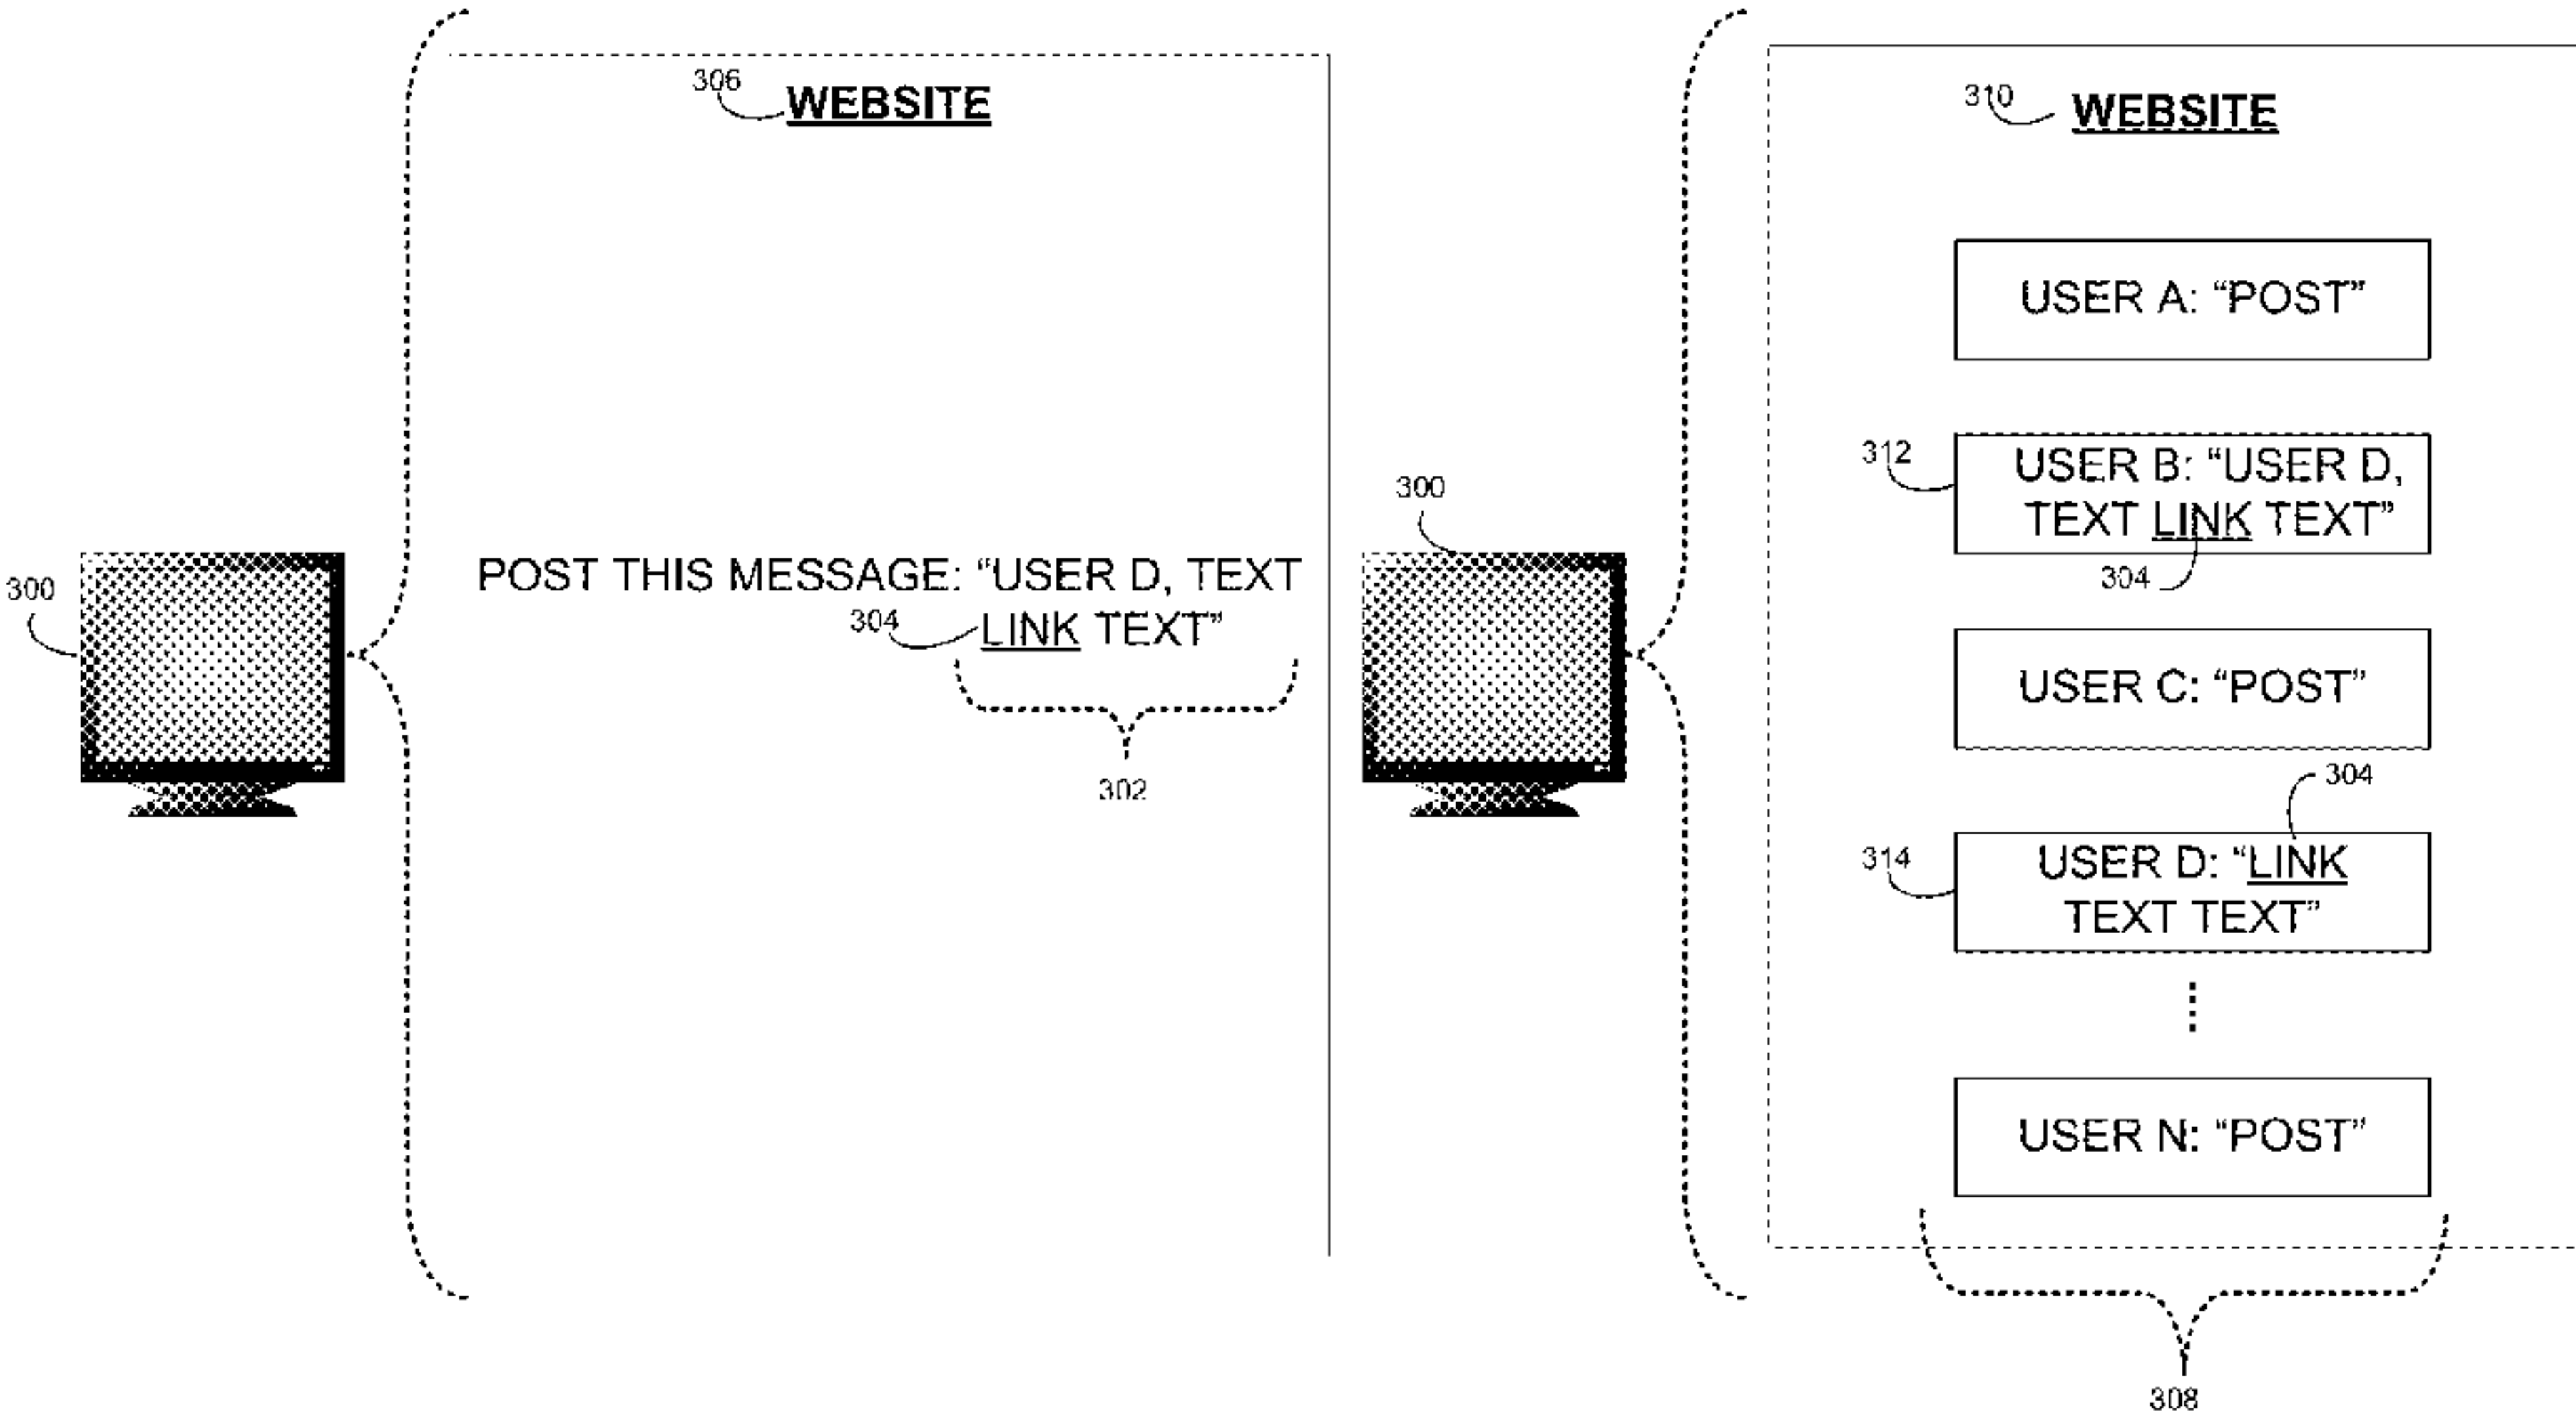 306
WEBSITE
300
POST THIS MESSAGE: “USER D, TEXT
304
LINK TEXT”
302
310
WEBSITE
300
USER A: “POST”
312
USER B: “USER D,
TEXT LINK TEXT”
304
USER C: “POST”
304
314
USER D: “LINK
TEXT TEXT”
USER N: “POST”
308